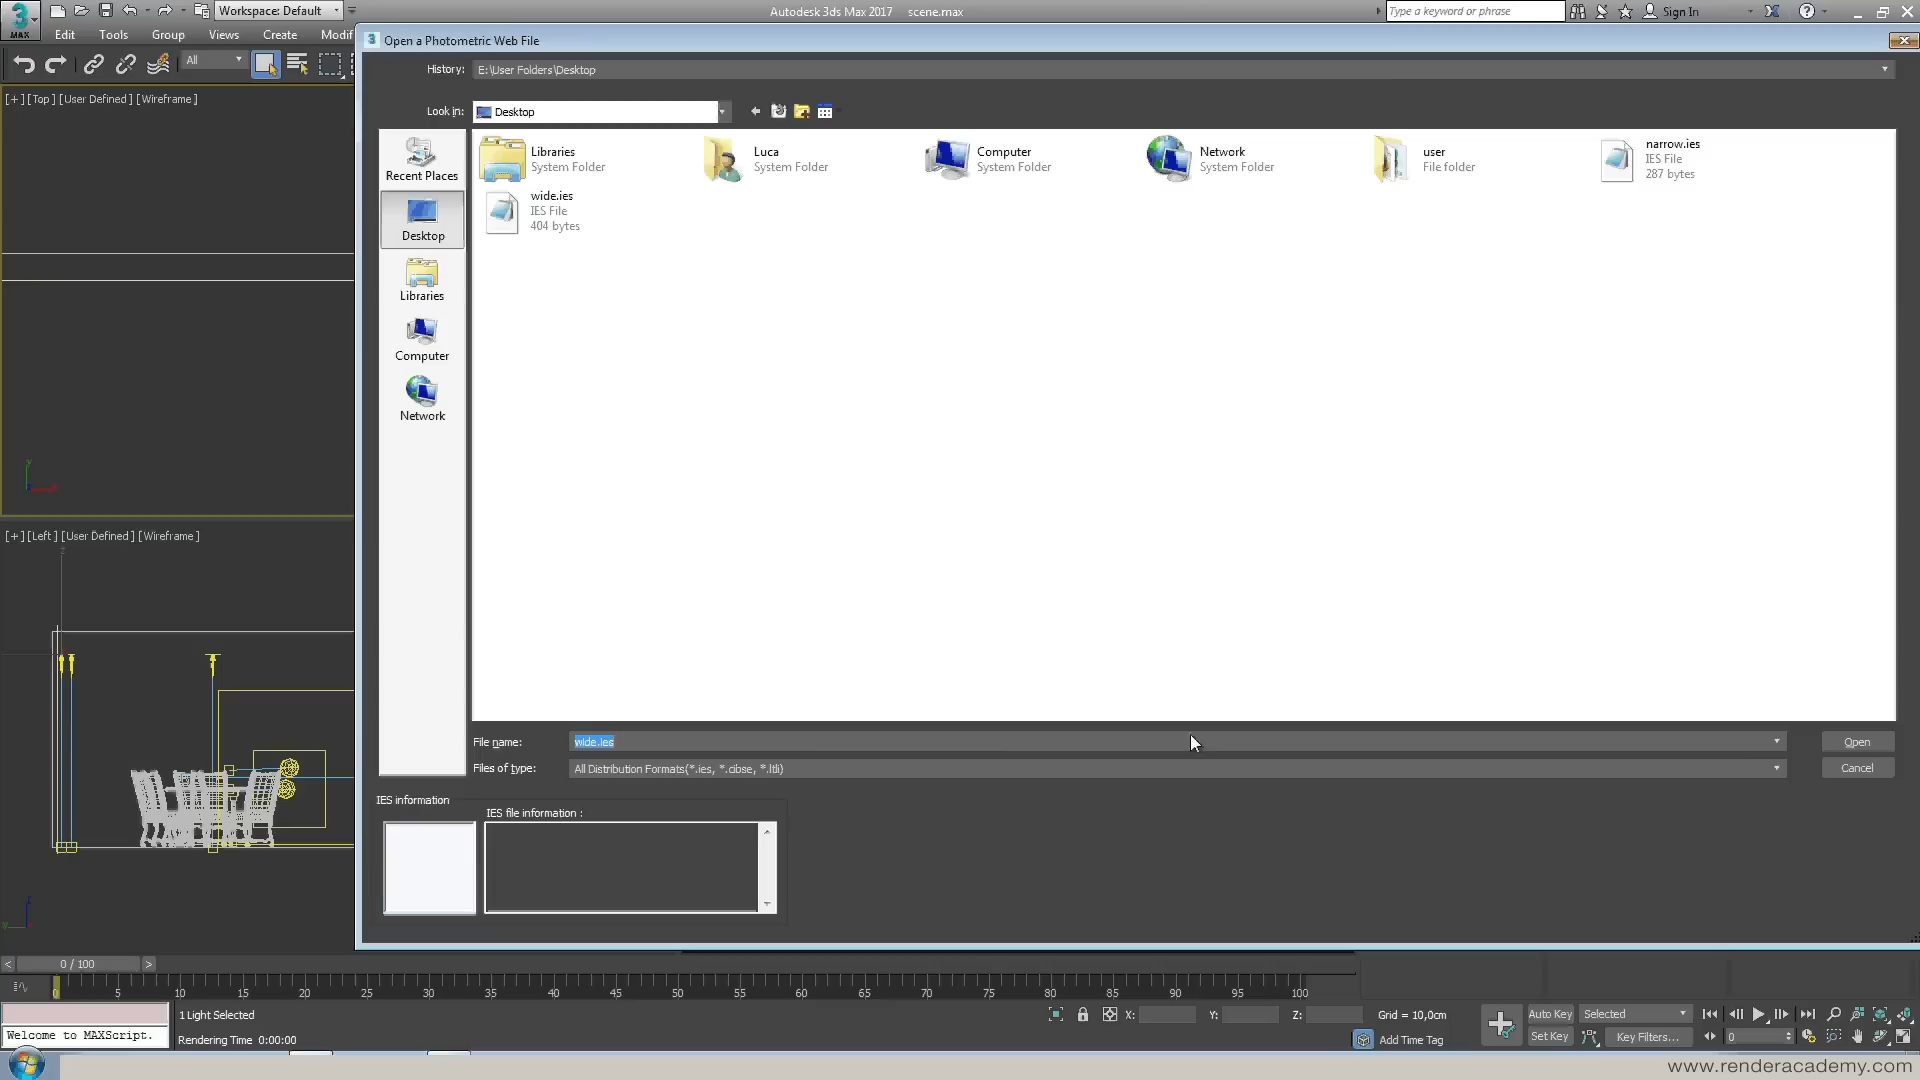 Workspace: Default
Autodesk 3ds Max 2017 scene.max
Type a keyword or phrase
Sign In
MAX
Edit Tools Group Views Create Modif
3 Open a Photometric Web File
All
History: E:\User Folders\Desktop
[+] [Top] [User Defined] [Wireframe]
Look in: Desktop
Recent Places
Desktop
Libraries
Computer
Network
Libraries
System Folder
Luca
System Folder
Computer
System Folder
Network
System Folder
user
File folder
narrow.ies
IES File
287 bytes
wide.ies
IES File
404 bytes
[+] [Left] [User Defined] [Wireframe]
File name: wide.ies
Open
Files of type: All Distribution Formats(*.ies, *.cibse, *.ltli)
Cancel
IES information
IES file information :
< 0 / 100 >
0 5 10 15 20 25 30 35 40 45 50 55 60 65 70 75 80 85 90 95 100
1 Light Selected
X: Y: Z: Grid = 10,0cm
Auto Key Selected
Welcome to MAXScript.
Rendering Time 0:00:00
Add Time Tag
Set Key Key Filters...
0
www.renderacademy.com